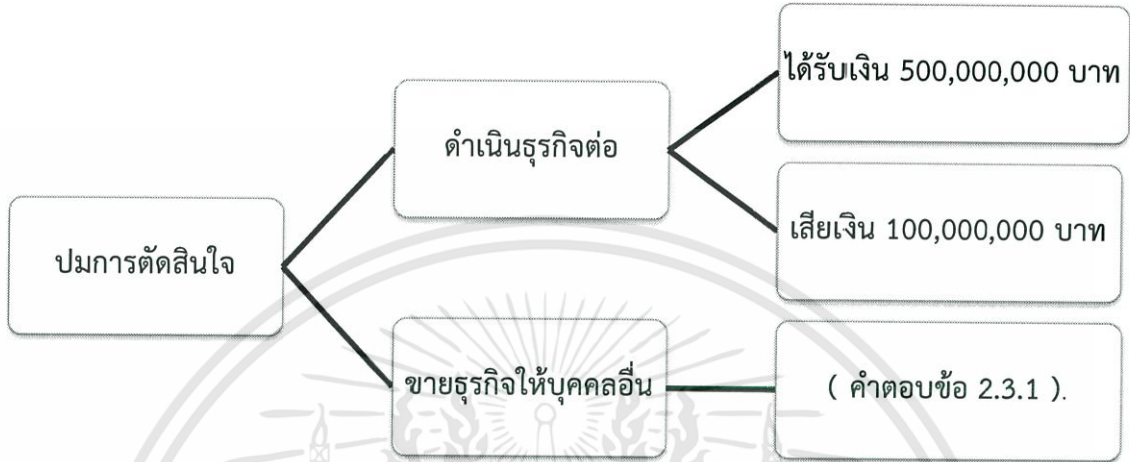 ได้รับเงิน 500,000,000 บาท
ดำเนินธุรกิจต่อ
เสียเงิน 100,000,000 บาท
ปมการตัดสินใจ
ขายธุรกิจให้บุคคลอื่น
( คำตอบข้อ 2.3.1 ).